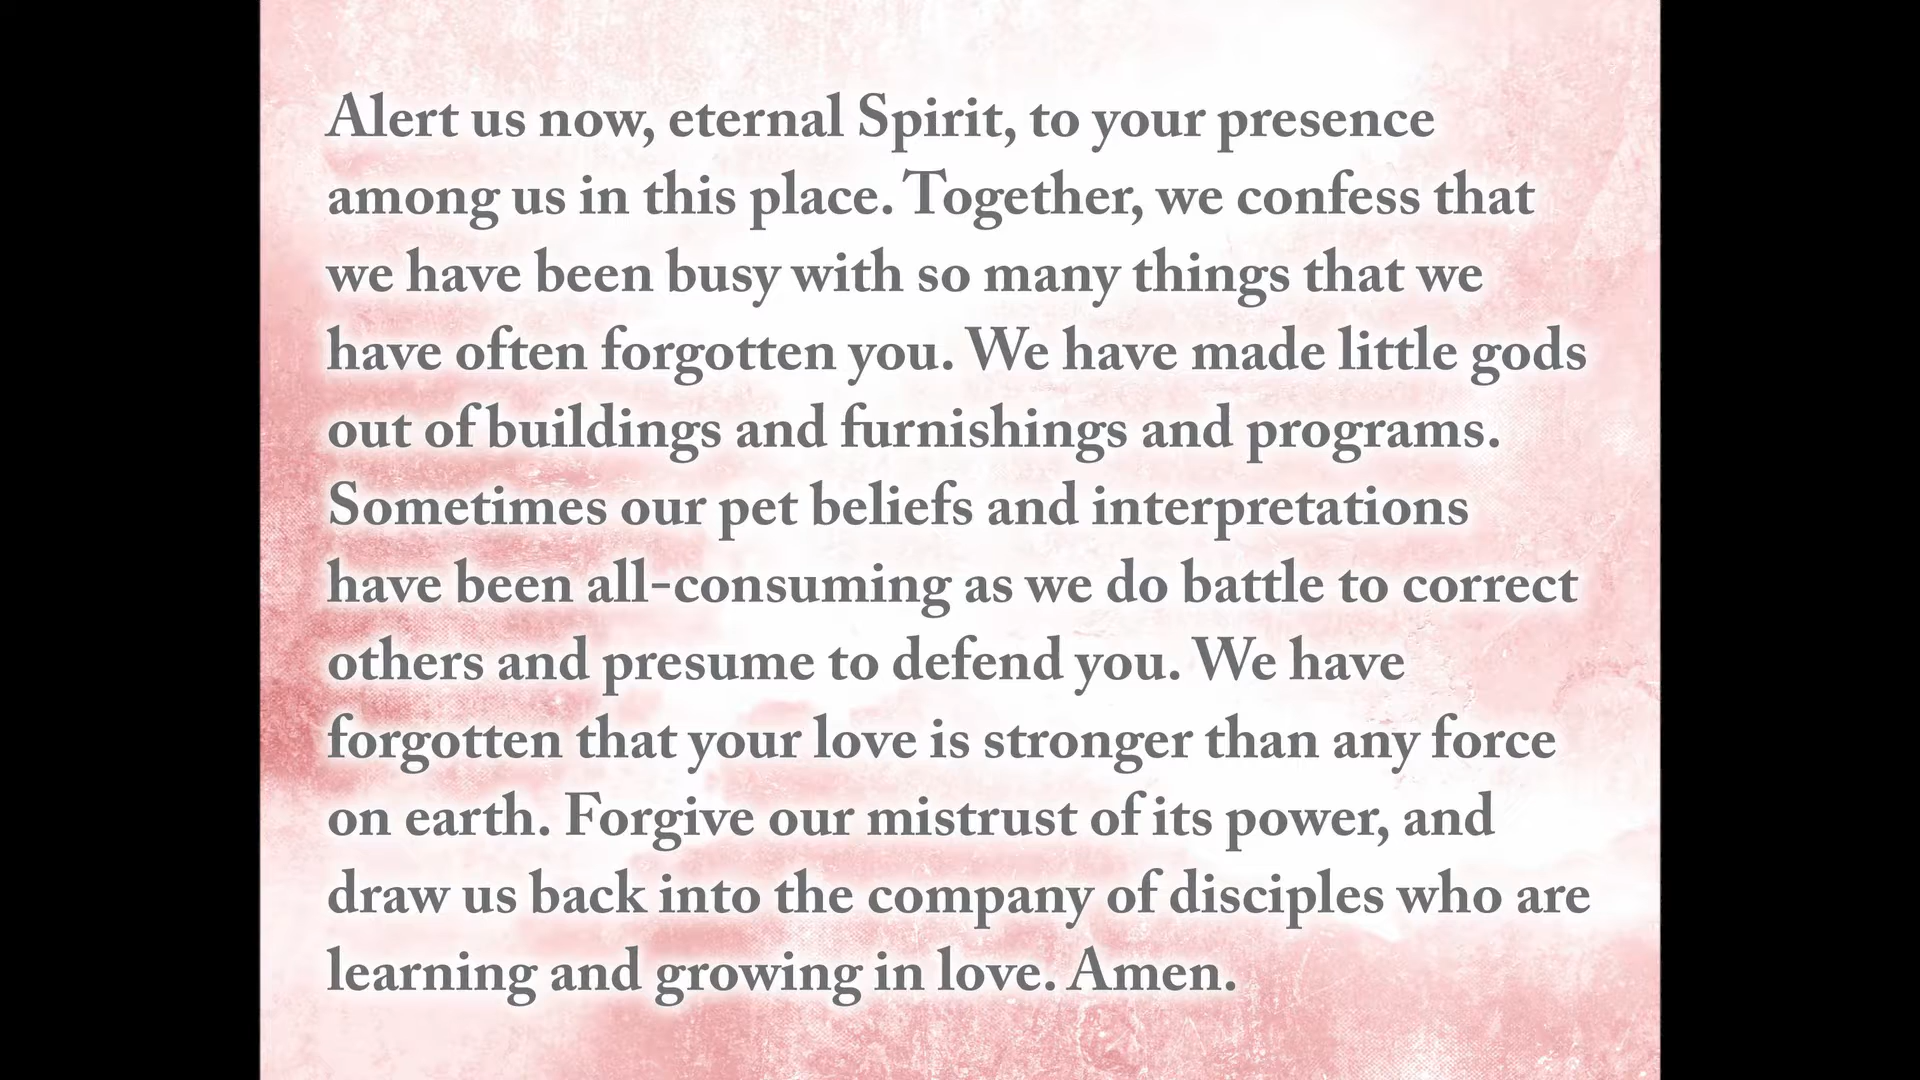 Alert us now, eternal Spirit, to your presence
among us in this place. Together, we confess that
we have been busy with so many things that we
have often forgotten you. We have made little gods
out of buildings and furnishings and programs.
Sometimes our pet beliefs and interpretations
have been all-consuming as we do battle to correct
others and presume to defend you. We have
forgotten that your love is stronger than any force
on earth. Forgive our mistrust of its power, and
draw us back into the company of disciples who are
learning and growing in love. Amen.